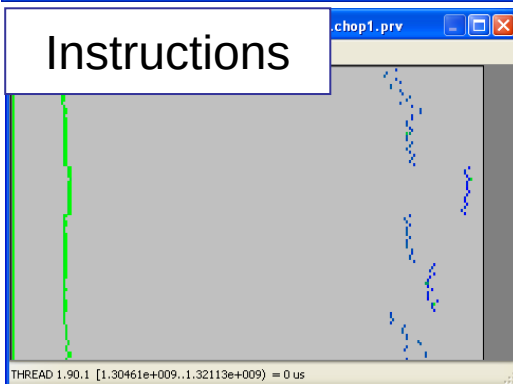 .chop1.prv
Instructions
THREAD 1.90.1 [1.30461e+009..1.32113e+009) = 0 us